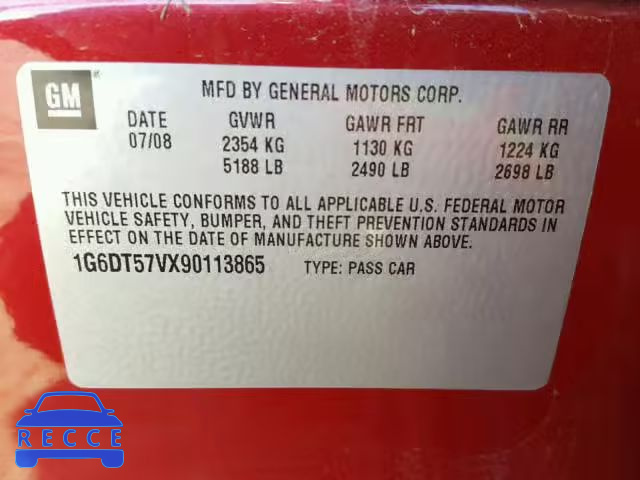 GM
MFD BY GENERAL MOTORS CORP.
DATE GVWR GAWR FRT GAWR RR
07/08 2354 KG 1130 KG 1224 KG
5188 LB 2490 LB 2698 LB
THIS VEHICLE CONFORMS TO ALL APPLICABLE U.S. FEDERAL MOTOR
VEHICLE SAFETY, BUMPER, AND THEFT PREVENTION STANDARDS IN
EFFECT ON THE DATE OF MANUFACTURE SHOWN ABOVE.
1G6DT57VX90113865 TYPE: PASS CAR
RECCE